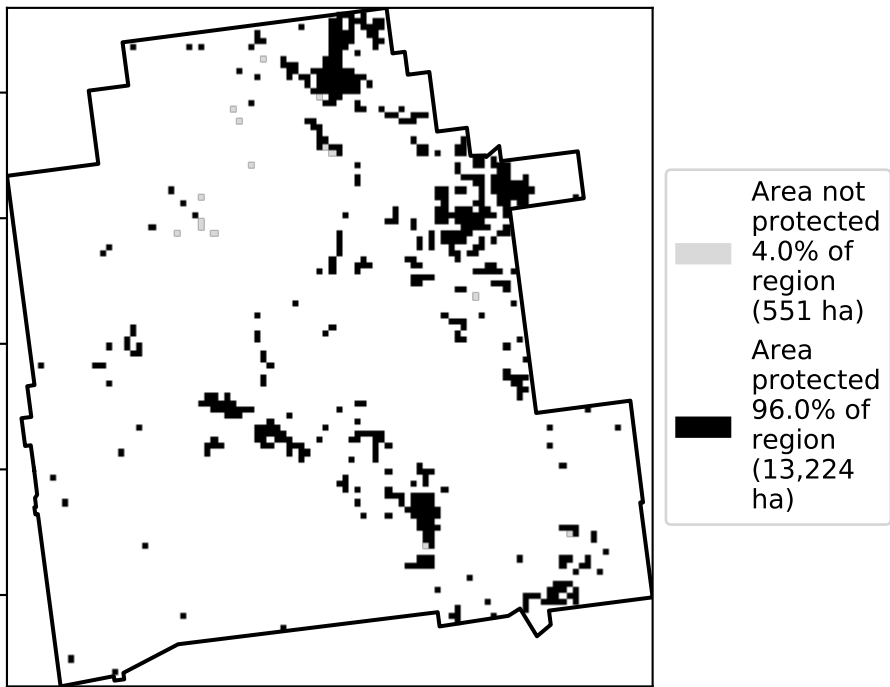 Area not
protected
4.0% of
region
(551 ha)
Area
protected
96.0% of
region
(13,224
ha)